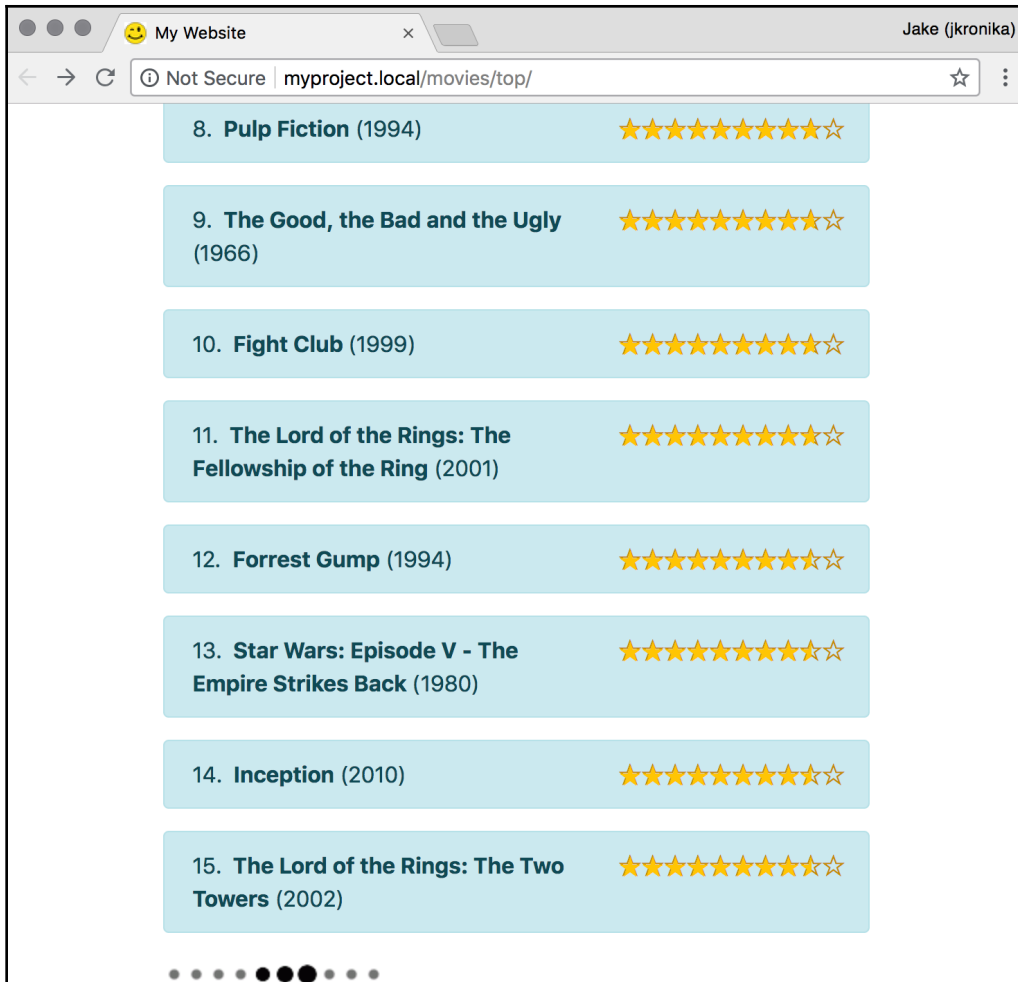 My Website
Jake (jkronika)
Not Secure myproject.local/movies/top/
8. Pulp Fiction (1994)
9. The Good, the Bad and the Ugly
(1966)
10. Fight Club (1999)
11. The Lord of the Rings: The
Fellowship of the Ring (2001)
12. Forrest Gump (1994)
13. Star Wars: Episode V - The
Empire Strikes Back (1980)
14. Inception (2010)
15. The Lord of the Rings: The Two
Towers (2002)